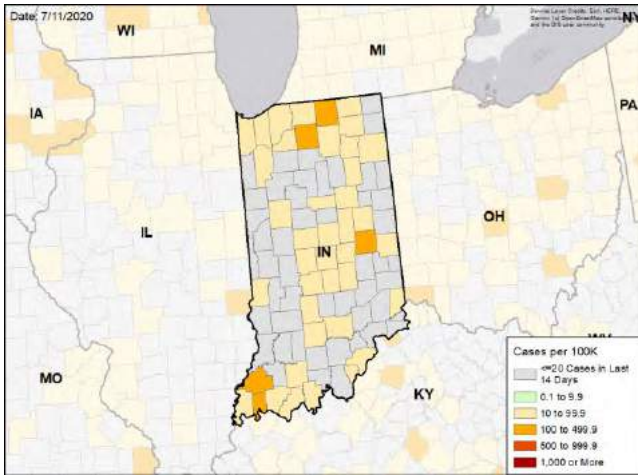 Date: 7/11/2020
WI
MI
NY
IA
PA
IL
IN
OH
MO
KY
WV
Cases per 100K
<=20 Cases in Last
14 Days
0.1 to 9.9
10 to 99.9
100 to 499.9
500 to 999.9
1,000 or More